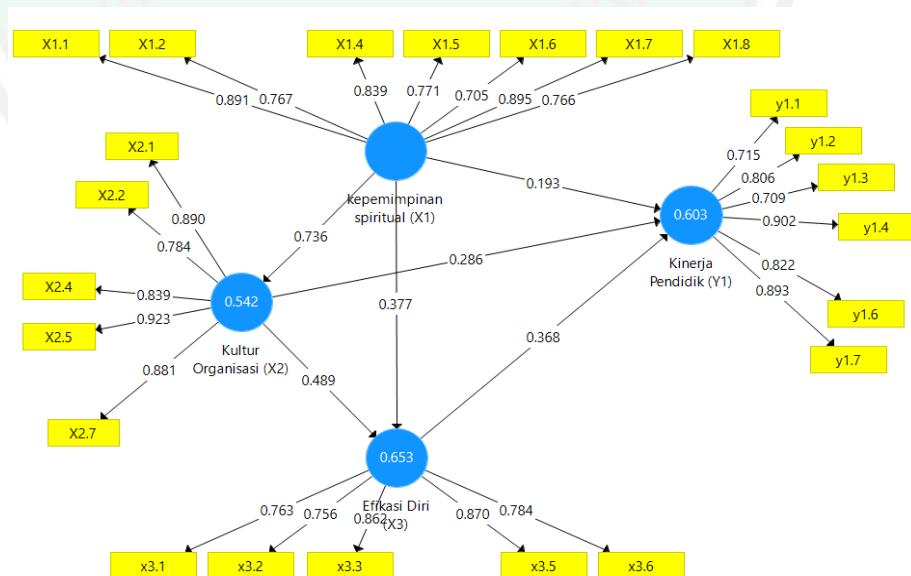 X1.1
X1.2
X1.4
X1.5
X1.6
X1.7
X1.8
0.891
0.767
0.839
0.771
0.705
0.895
0.766
kepemimpinan
spiritual (X1)
X2.1
X2.2
X2.4
X2.5
X2.7
0.890
0.784
0.839
0.923
0.881
0.542
Kultur
Organisasi (X2)
0.736
0.193
0.286
0.377
0.489
0.368
y1.1
y1.2
y1.3
y1.4
y1.6
y1.7
0.715
0.806
0.709
0.902
0.822
0.893
0.603
Kinerja
Pendidik (Y1)
0.653
Efikasi Diri
(X3)
0.763
0.756
0.862
0.870
0.784
x3.1
x3.2
x3.3
x3.5
x3.6